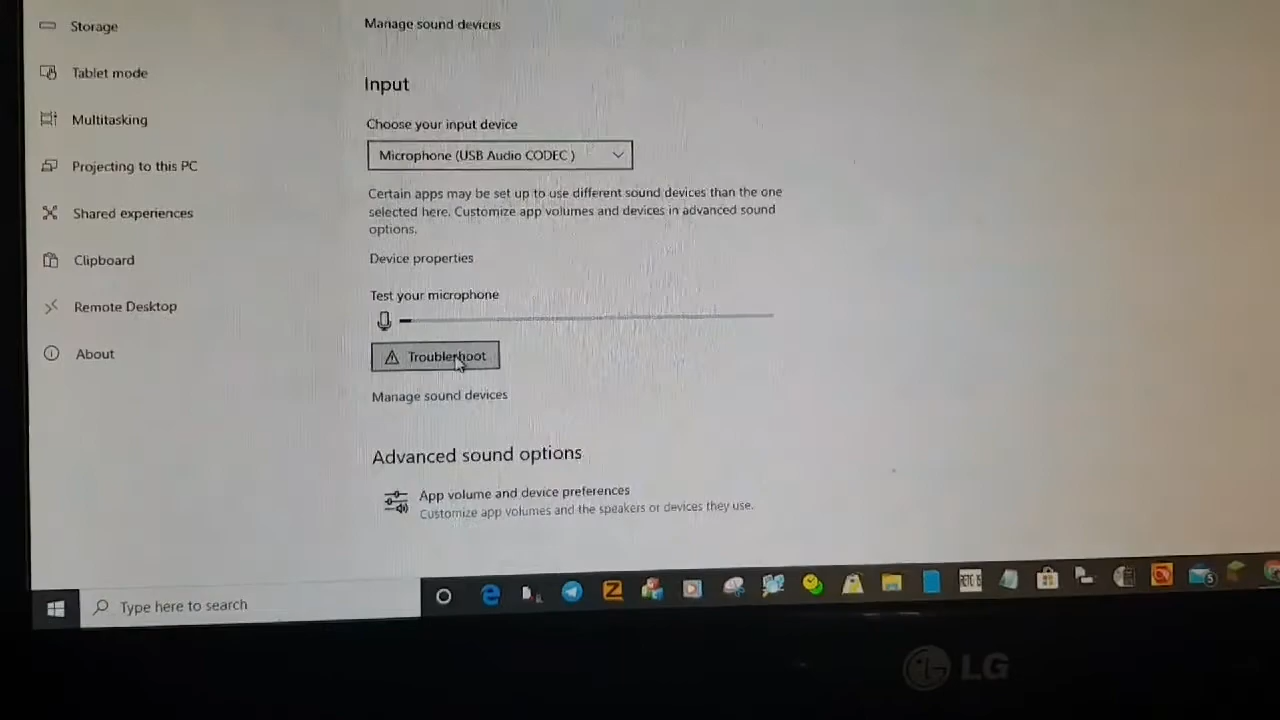 Storage
Tablet mode
Multitasking
Projecting to this PC
Shared experiences
Clipboard
Remote Desktop
About
Manage sound devices
Input
Choose your input device
Microphone (USB Audio CODEC )
Certain apps may be set up to use different sound devices than the one
selected here. Customize app volumes and devices in advanced sound
options.
Device properties
Test your microphone
Troubleshoot
Manage sound devices
Advanced sound options
App volume and device preferences
Customize app volumes and the speakers or devices they use.
Type here to search
5
LG